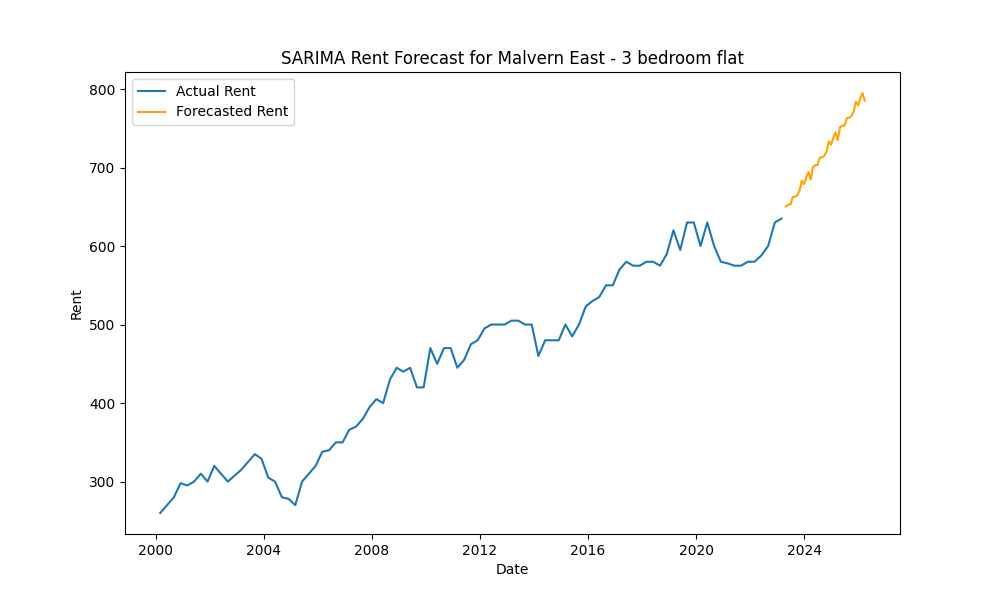 SARIMA Rent Forecast for Malvern East - 3 bedroom flat
Actual Rent
Forecasted Rent
800
700
600
500
400
300
Rent
2000
2004
2008
2012
2016
2020
2024
Date